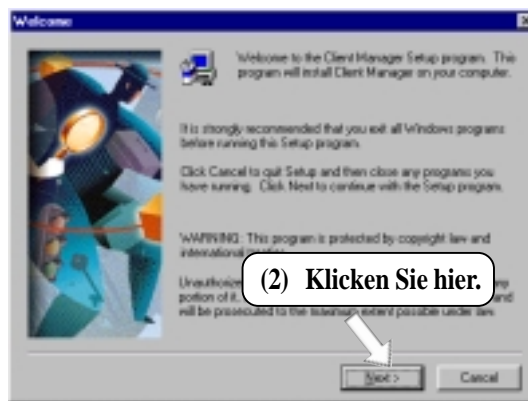 Welcome
Welcome to the Client Manager Setup program. This
program will install Client Manager on your computer.
It is strongly recommended that you exit all Windows programs
before running this Setup program.
Click Cancel to quit Setup and then close any programs you
have running. Click Next to continue with the Setup program.
WARNING: This program is protected by copyright law and
international
(2) Klicken Sie hier.
portion of it,
and
will be prosecuted to the maximum extent possible under law.
Next >
Cancel